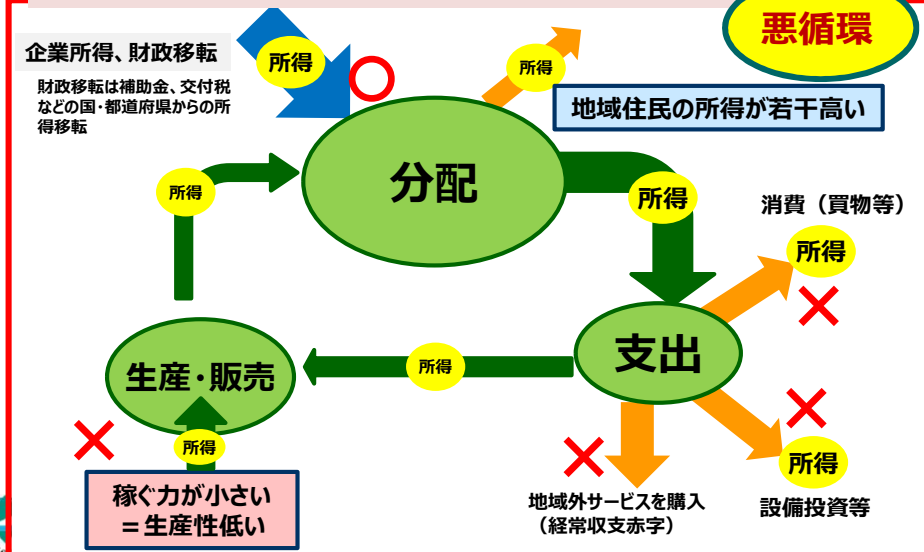 悪循環
企業所得、財政移転
財政移転は補助金、交付税
などの国・都道府県からの所
得移転
所得
所得
地域住民の所得が若干高い
分配
所得
所得
消費（買物等）
所得
支出
所得
生産・販売
所得
稼ぐ力が小さい
＝生産性低い
地域外サービスを購入
（経常収支赤字）
所得
設備投資等